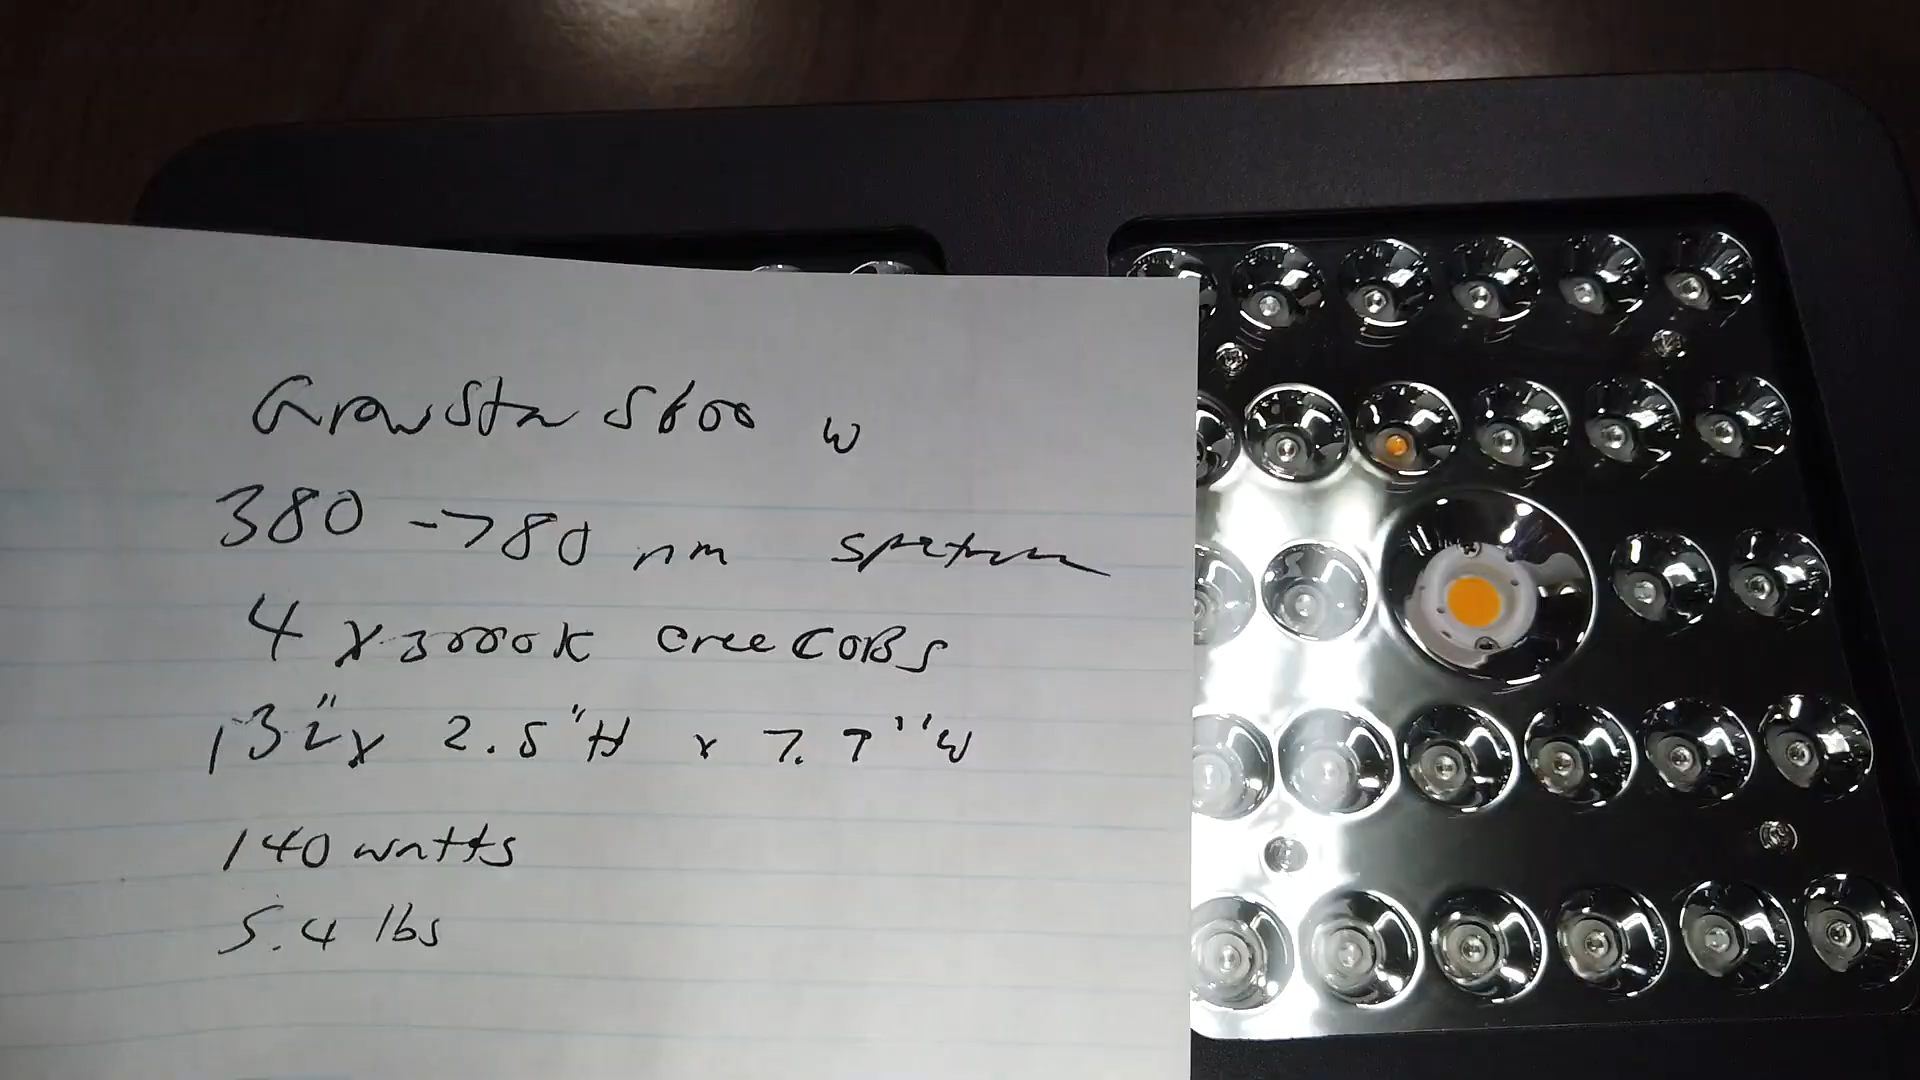 GrowStar S600 W
380 - 780 nm spectrum
4 x 3000K Cree COBs
13" L x 2.5" H x 7.7" W
140 watts
5.4 lbs